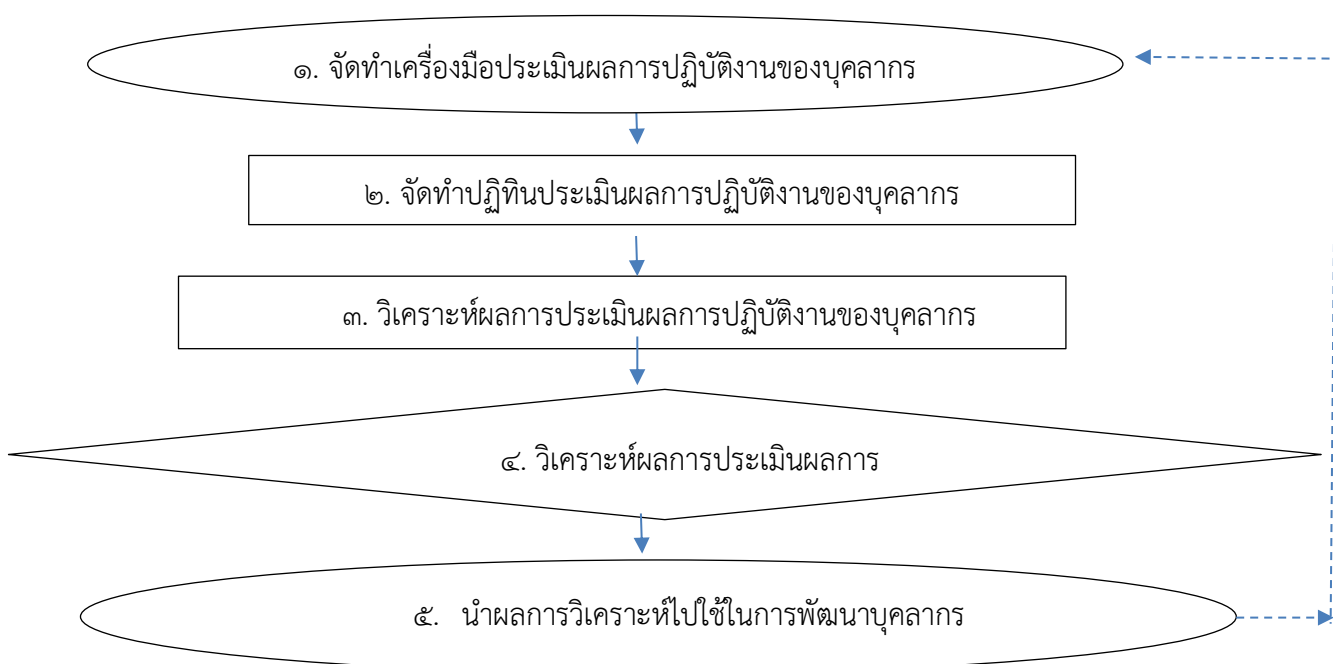 ๑. จัดทำเครื่องมือประเมินผลการปฏิบัติงานของบุคลากร
๒. จัดทำปฏิทินประเมินผลการปฏิบัติงานของบุคลากร
๓. วิเคราะห์ผลการประเมินผลการปฏิบัติงานของบุคลากร
๔. วิเคราะห์ผลการประเมินผลการ
๕. นำผลการวิเคราะห์ไปใช้ในการพัฒนาบุคลากร